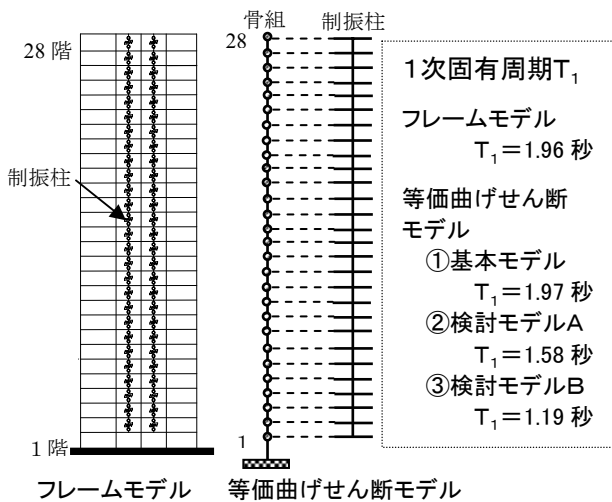 28 階
制振柱
1 階
フレームモデル
骨組 制振柱
28
1
等価曲げせん断モデル
1次固有周期T₁
フレームモデル
T₁=1.96 秒
等価曲げせん断
モデル
①基本モデル
T₁=1.97 秒
②検討モデルA
T₁=1.58 秒
③検討モデルB
T₁=1.19 秒